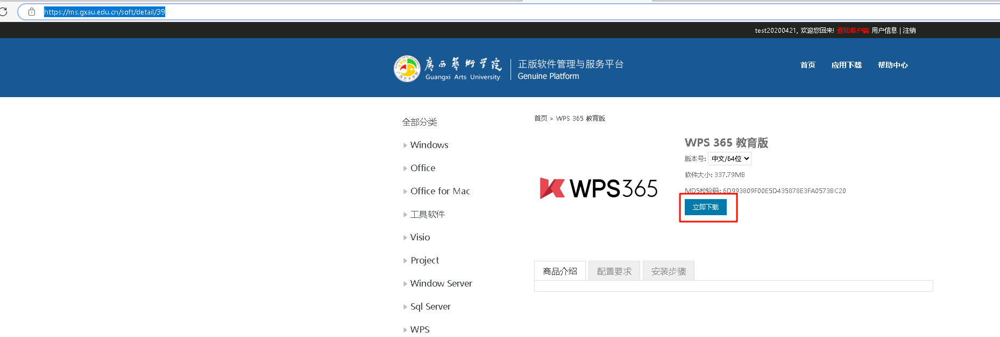 https://ms.gxau.edu.cn/soft/detail/39
test20200421, 欢迎您回来! 登陆客户端 用户信息 | 注销
廣西藝術学院
Guangxi Arts University
正版软件管理与服务平台
Genuine Platform
首页 应用下载 帮助中心
全部分类
Windows
Office
Office for Mac
工具软件
Visio
Project
Window Server
Sql Server
WPS
首页 > WPS 365 教育版
WPS365
WPS 365 教育版
版本号: 中文/64位
软件大小: 337.79MB
MD5校验码: 6D993809F00E5D435878E3FA0573BC20
立即下载
商品介绍 配置要求 安装步骤